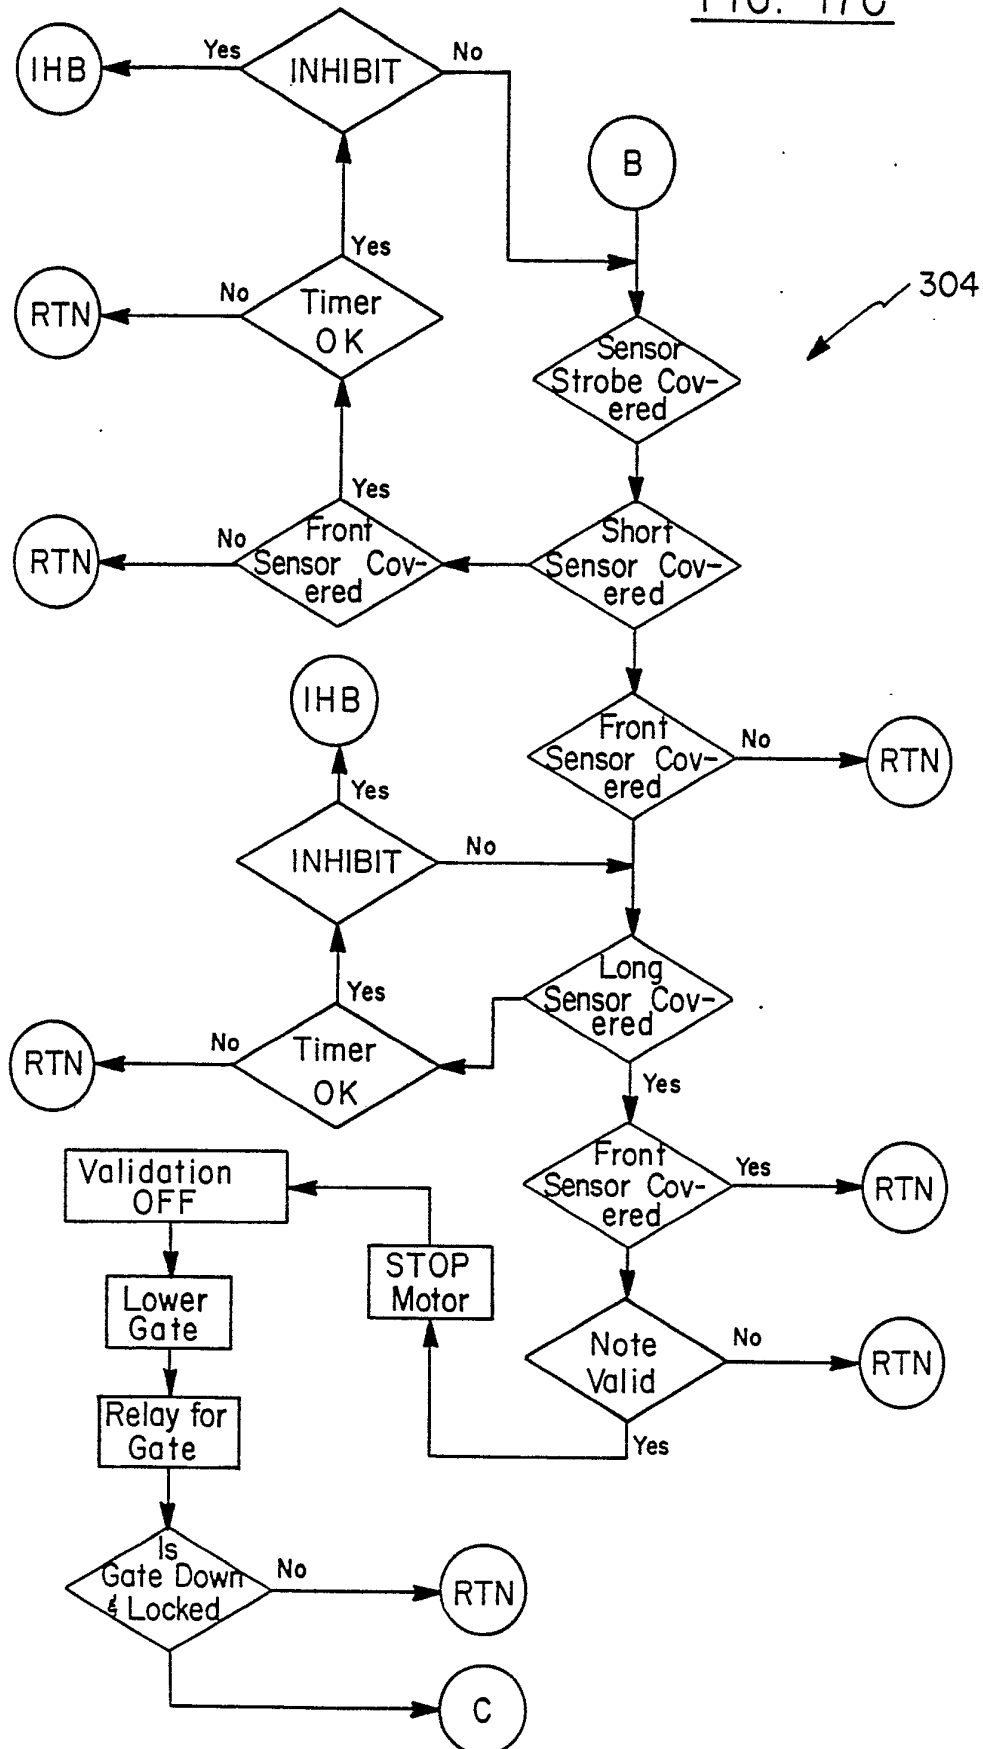 FIG. 17C
IHB
Yes
INHIBIT
No
B
Yes
RTN
No
Timer
OK
304
Sensor
Strobe Cov-
ered
Yes
RTN
No
Front
Sensor Cov-
ered
Short
Sensor Cov-
ered
IHB
Yes
Front
Sensor Cov-
ered
No
RTN
INHIBIT
No
Yes
Long
Sensor Cov-
ered
RTN
No
Timer
OK
Yes
Validation
OFF
Front
Sensor Cov-
ered
Yes
RTN
STOP
Motor
Lower
Gate
Note
Valid
No
RTN
Yes
Relay for
Gate
Is
Gate Down
& Locked
No
RTN
C